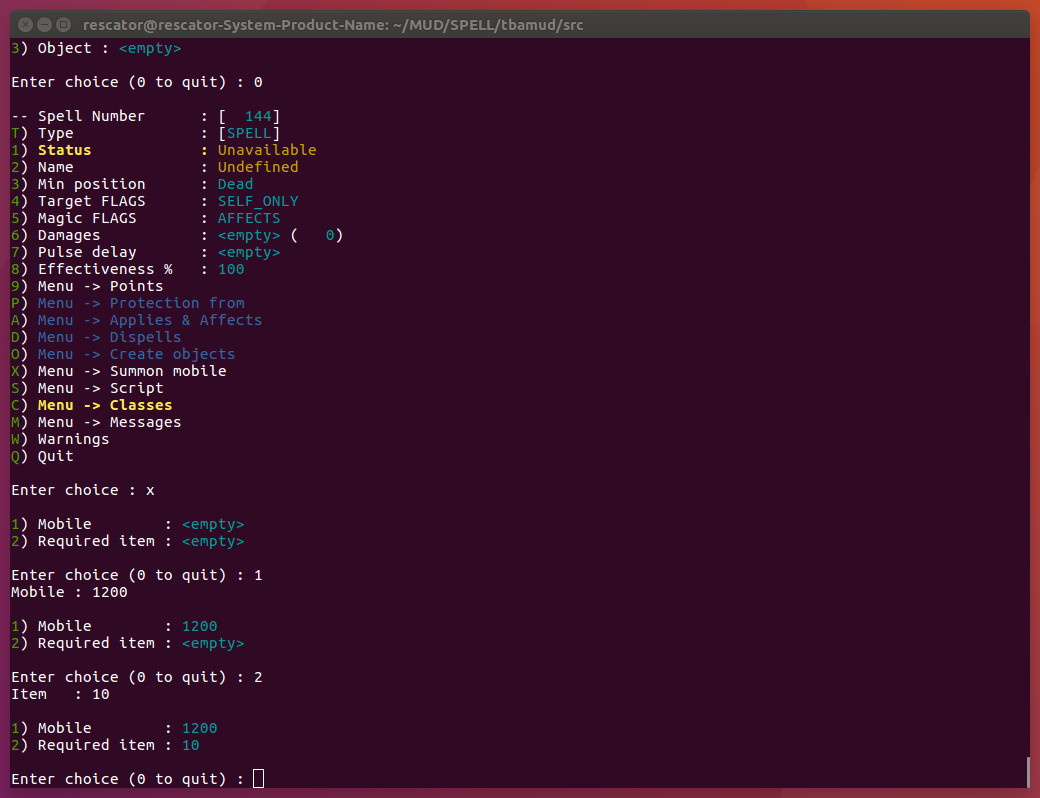 rescator@rescator-System-Product-Name: ~/MUD/SPELL/tbamud/src
3) Object : <empty>
Enter choice (0 to quit) : 0
-- Spell Number      : [  144]
T) Type              : [SPELL]
1) Status            : Unavailable
2) Name              : Undefined
3) Min position      : Dead
4) Target FLAGS      : SELF_ONLY
5) Magic FLAGS       : AFFECTS
6) Damages           : <empty> (   0)
7) Pulse delay       : <empty>
8) Effectiveness %   : 100
9) Menu -> Points
P) Menu -> Protection from
A) Menu -> Applies & Affects
D) Menu -> Dispells
O) Menu -> Create objects
X) Menu -> Summon mobile
S) Menu -> Script
C) Menu -> Classes
M) Menu -> Messages
W) Warnings
Q) Quit
Enter choice : x
1) Mobile        : <empty>
2) Required item : <empty>
Enter choice (0 to quit) : 1
Mobile : 1200
1) Mobile        : 1200
2) Required item : <empty>
Enter choice (0 to quit) : 2
Item   : 10
1) Mobile        : 1200
2) Required item : 10
Enter choice (0 to quit) :